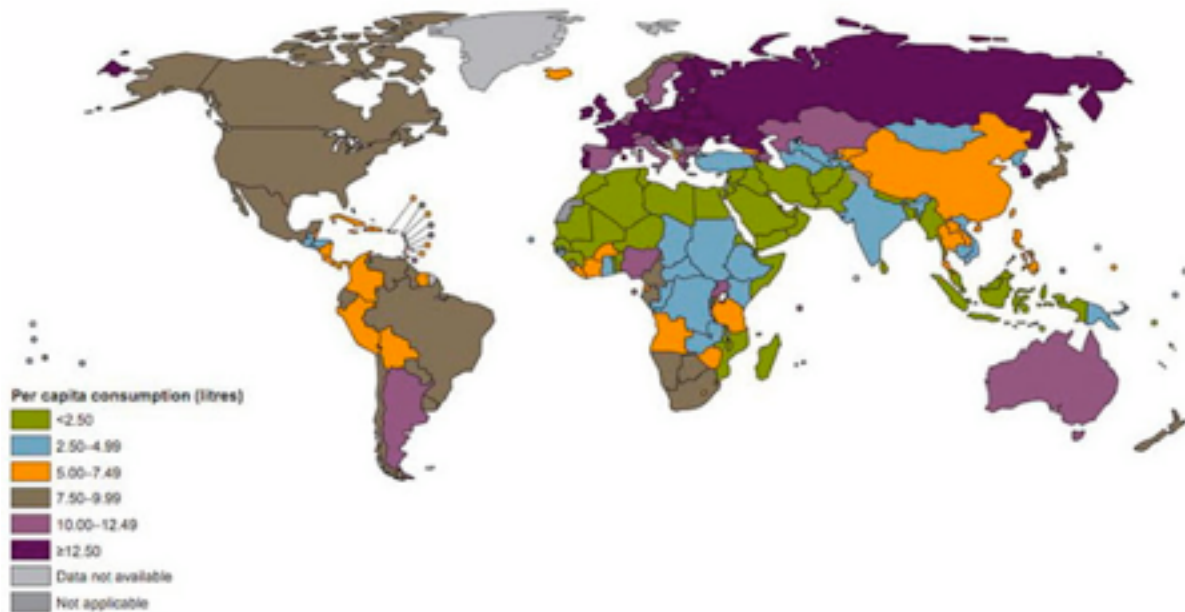 Per capita consumption (litres)
<2.50
2.50–4.99
5.00–7.49
7.50–9.99
10.00–12.49
≥12.50
Data not available
Not applicable